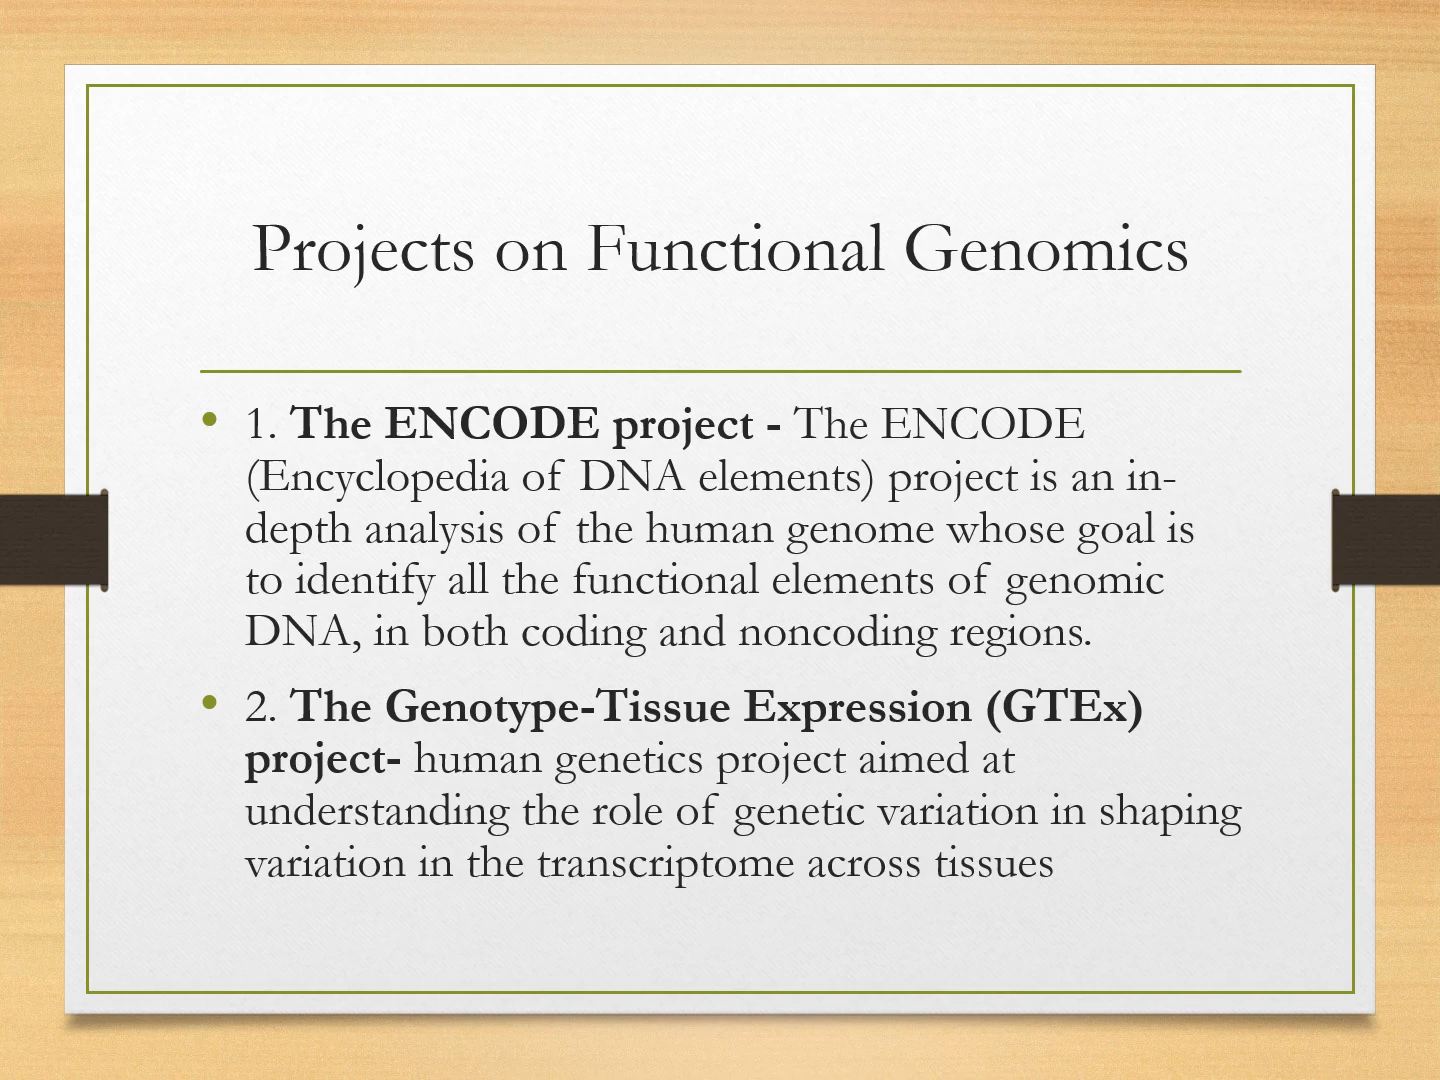 Projects on Functional Genomics
• 1. The ENCODE project - The ENCODE
(Encyclopedia of DNA elements) project is an in-
depth analysis of the human genome whose goal is
to identify all the functional elements of genomic
DNA, in both coding and noncoding regions.
• 2. The Genotype-Tissue Expression (GTEx)
project- human genetics project aimed at
understanding the role of genetic variation in shaping
variation in the transcriptome across tissues